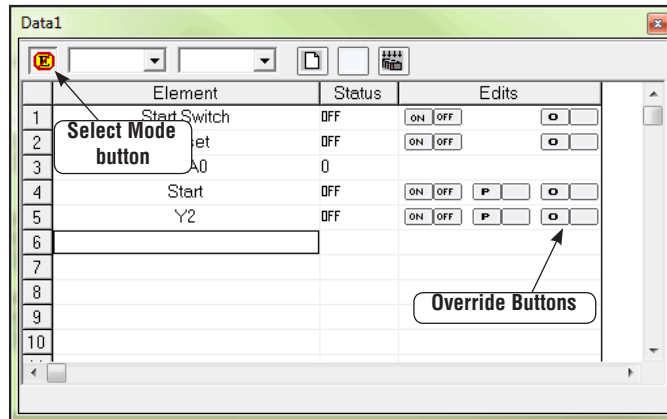 Data1
E
Element Status Edits
1 Start Switch OFF ON OFF O
2 set OFF ON OFF O
3 A0 0
4 Start OFF ON OFF P O
5 Y2 OFF ON OFF P O
6
7
8
9
10
Select Mode
button
Override Buttons